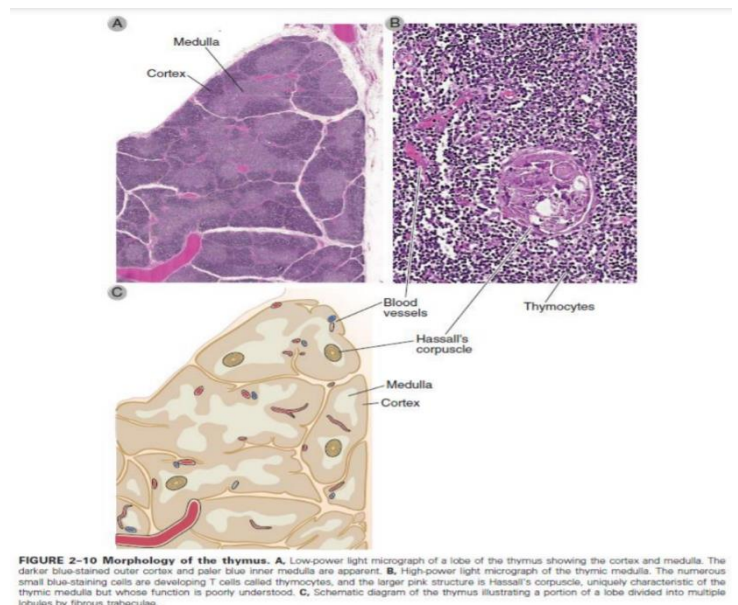 A
B
Medulla
Cortex
C
Blood
vessels
Thymocytes
Hassall's
corpuscle
Medulla
Cortex
FIGURE 2–10 Morphology of the thymus. A, Low-power light micrograph of a lobe of the thymus showing the cortex and medulla. The
darker blue-stained outer cortex and paler blue inner medulla are apparent. B, High-power light micrograph of the thymic medulla. The numerous
small blue-staining cells are developing T cells called thymocytes, and the larger pink structure is Hassall's corpuscle, uniquely characteristic of the
thymic medulla but whose function is poorly understood. C, Schematic diagram of the thymus illustrating a portion of a lobe divided into multiple
lobules by fibrous trabeculae.